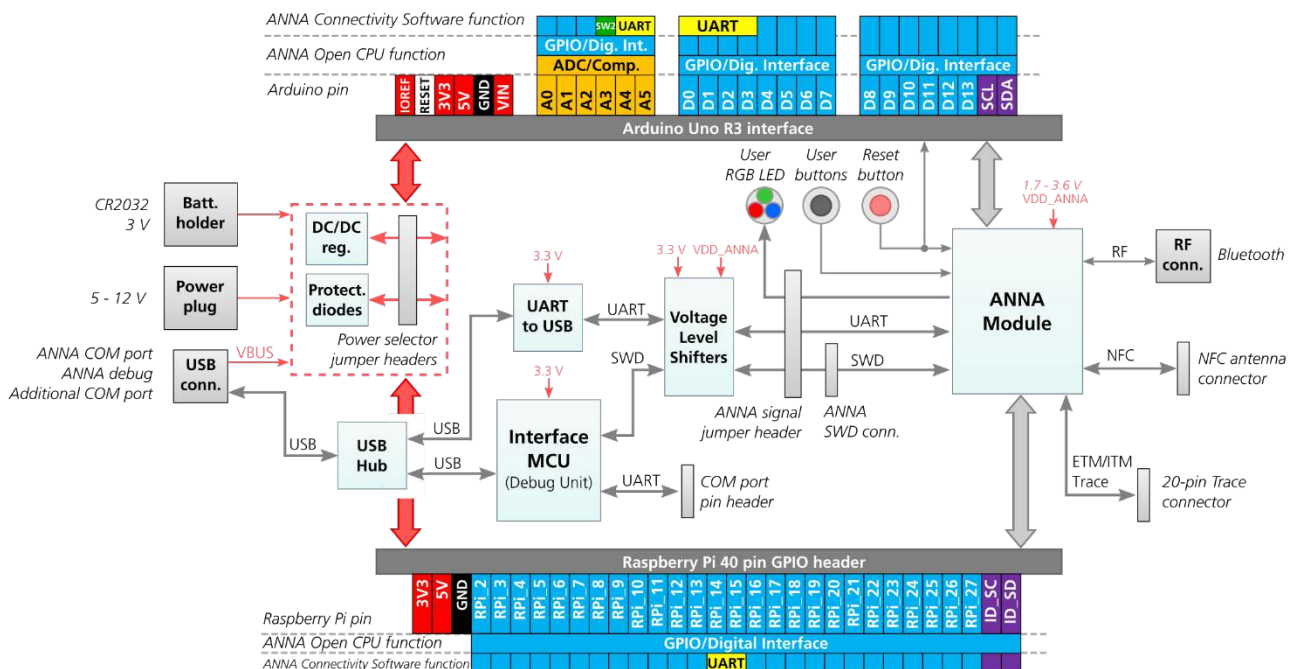 ANNA Connectivity Software function
SW2 UART
UART
ANNA Open CPU function
GPIO/Dig. Int.
ADC/Comp.
GPIO/Dig. Interface
GPIO/Dig. Interface
Arduino pin
IOREF RESET 3V3 5V GND VIN
A0 A1 A2 A3 A4 A5
D0 D1 D2 D3 D4 D5 D6 D7
D8 D9 D10 D11 D12 D13 SCL SDA
Arduino Uno R3 interface
User
RGB LED
User
buttons
Reset
button
1.7 - 3.6 V
VDD_ANNA
CR2032
3 V
Batt.
holder
DC/DC
reg.
RF
RF
conn.
Bluetooth
5 - 12 V
Power
plug
Protect.
diodes
Power selector
jumper headers
3.3 V
UART
to USB
UART
3.3 V
VDD_ANNA
Voltage
Level
Shifters
UART
ANNA
Module
ANNA COM port
ANNA debug
Additional COM port
USB
conn.
VBUS
SWD
SWD
NFC
NFC antenna
connector
3.3 V
ANNA signal
jumper header
ANNA
SWD conn.
USB
USB
Hub
USB
USB
Interface
MCU
(Debug Unit)
UART
COM port
pin header
ETM/ITM
Trace
20-pin Trace
connector
Raspberry Pi 40 pin GPIO header
Raspberry Pi pin
3V3 5V GND RPi_2 RPi_3 RPi_4 RPi_5 RPi_6 RPi_7 RPi_8 RPi_9 RPi_10 RPi_11 RPi_12 RPi_13 RPi_14 RPi_15 RPi_16 RPi_17 RPi_18 RPi_19 RPi_20 RPi_21 RPi_22 RPi_23 RPi_24 RPi_25 RPi_26 RPi_27 ID_SC ID_SD
ANNA Open CPU function
GPIO/Digital Interface
ANNA Connectivity Software function
UART